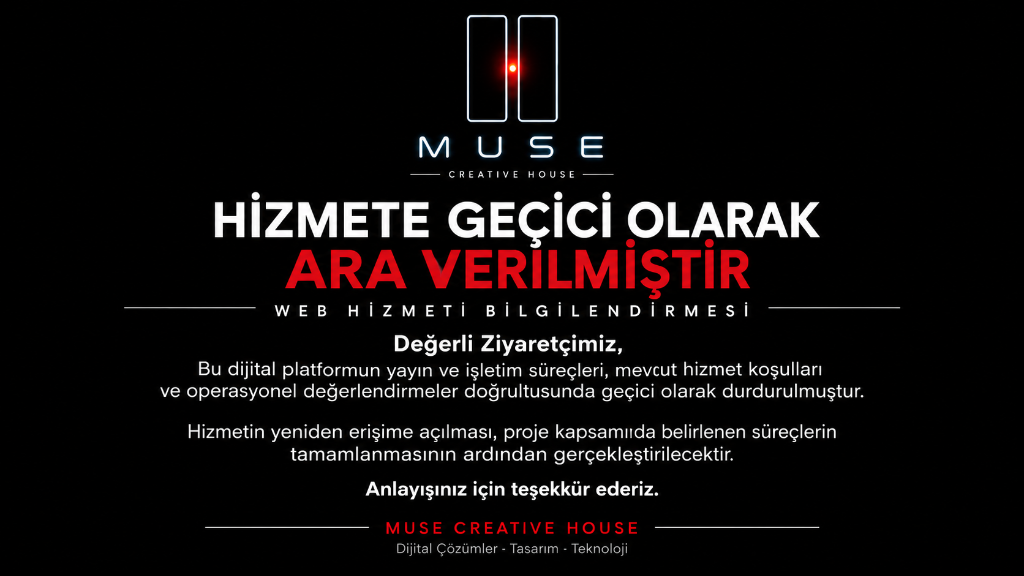 MUSE
CREATIVE HOUSE
HİZMETE GEÇİCİ OLARAK
ARA VERİLMİŞTİR
WEB HİZMETİ BİLGİLENDİRMESİ
Değerli Ziyaretçimiz,
Bu dijital platformun yayın ve işletim süreçleri, mevcut hizmet koşulları
ve operasyonel değerlendirmeler doğrultusunda geçici olarak durdurulmuştur.
Hizmetin yeniden erişime açılması, proje kapsamıda belirlenen süreçlerin
tamamlanmasının ardından gerçekleştirilecektir.
Anlayışınız için teşekkür ederiz.
MUSE CREATIVE HOUSE
Dijital Çözümler - Tasarım - Teknoloji